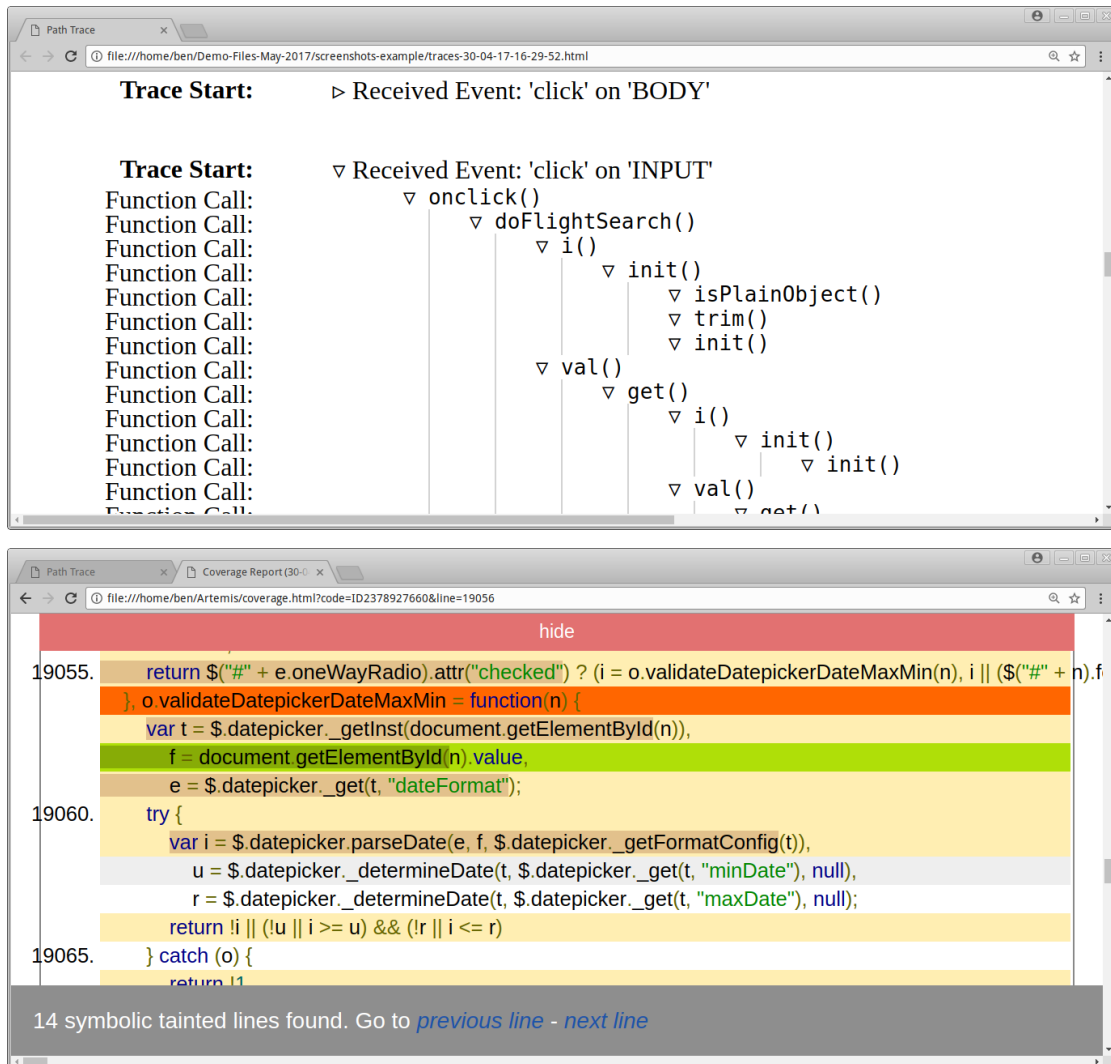 Path Trace
file:///home/ben/Demo-Files-May-2017/screenshots-example/traces-30-04-17-16-29-52.html
Trace Start: ▷ Received Event: 'click' on 'BODY'
Trace Start: ▽ Received Event: 'click' on 'INPUT'
Function Call: ▽ onclick()
Function Call: ▽ doFlightSearch()
Function Call: ▽ i()
Function Call: ▽ init()
Function Call: ▽ isPlainObject()
Function Call: ▽ trim()
Function Call: ▽ init()
Function Call: ▽ val()
Function Call: ▽ get()
Function Call: ▽ i()
Function Call: ▽ init()
Function Call: ▽ init()
Function Call: ▽ val()
Function Call: ▽ get()
Path Trace
Coverage Report (30-0
file:///home/ben/Artemis/coverage.html?code=ID2378927660&line=19056
hide
19055. return $("#" + e.oneWayRadio).attr("checked") ? (i = o.validateDatepickerDateMaxMin(n), i || ($("#" + n).f
}, o.validateDatepickerDateMaxMin = function(n) {
var t = $.datepicker._getInst(document.getElementById(n)),
f = document.getElementById(n).value,
e = $.datepicker._get(t, "dateFormat");
19060. try {
var i = $.datepicker.parseDate(e, f, $.datepicker._getFormatConfig(t)),
u = $.datepicker._determineDate(t, $.datepicker._get(t, "minDate"), null),
r = $.datepicker._determineDate(t, $.datepicker._get(t, "maxDate"), null);
return !i || (!u || i >= u) && (!r || i <= r)
19065. } catch (o) {
return !1
14 symbolic tainted lines found. Go to previous line - next line